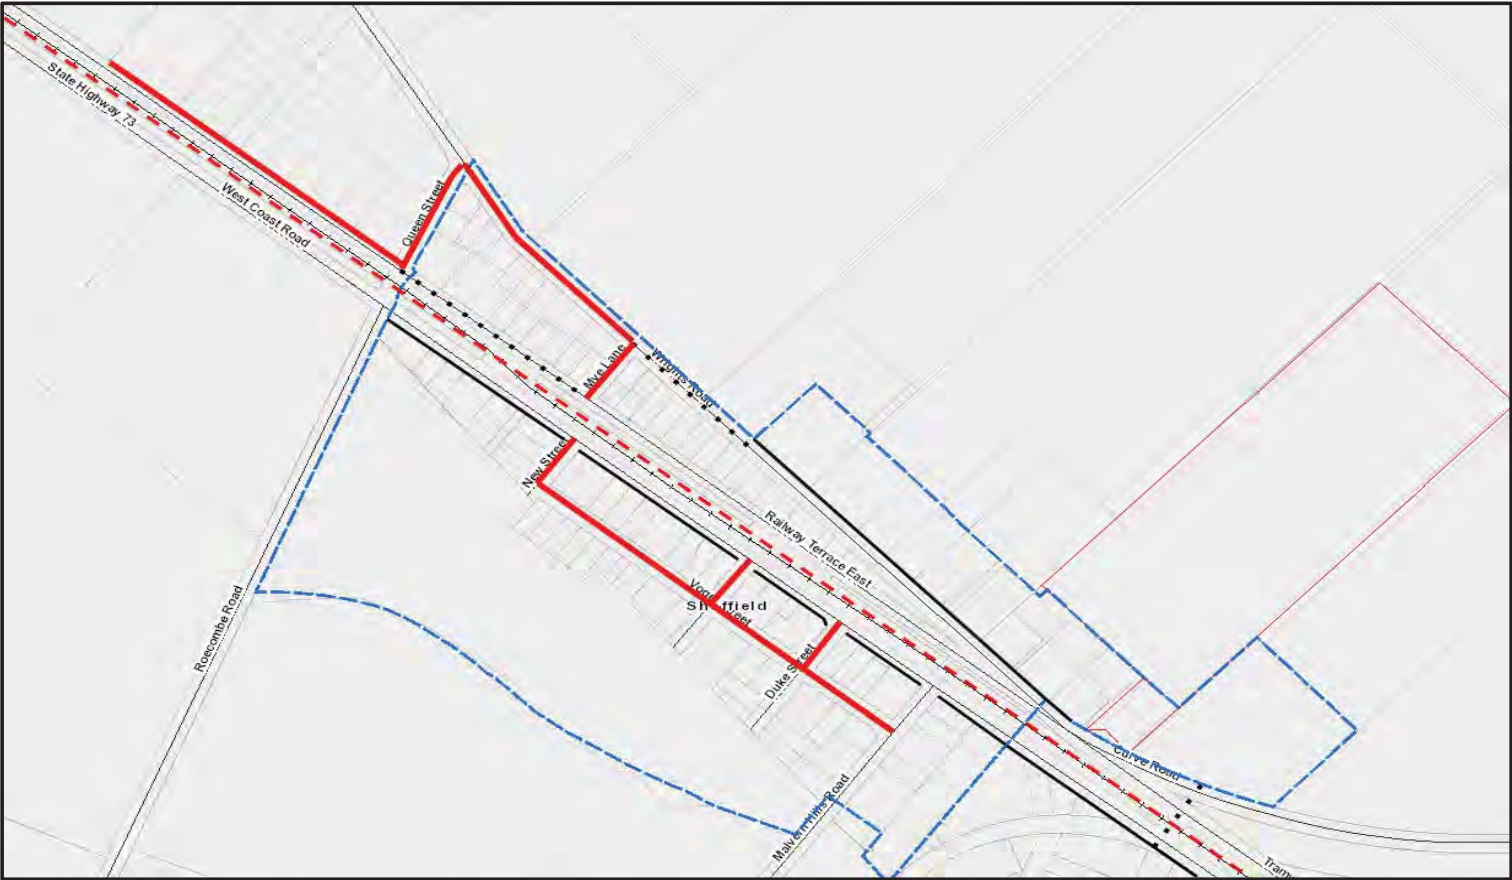 State Highway 73
West Coast Road
Queen Street
Mye Lane
Wrights Road
New Street
Railway Terrace East
Sheffield
Duke Street
Roecombe Road
Malvern Hills Road
Curve Road